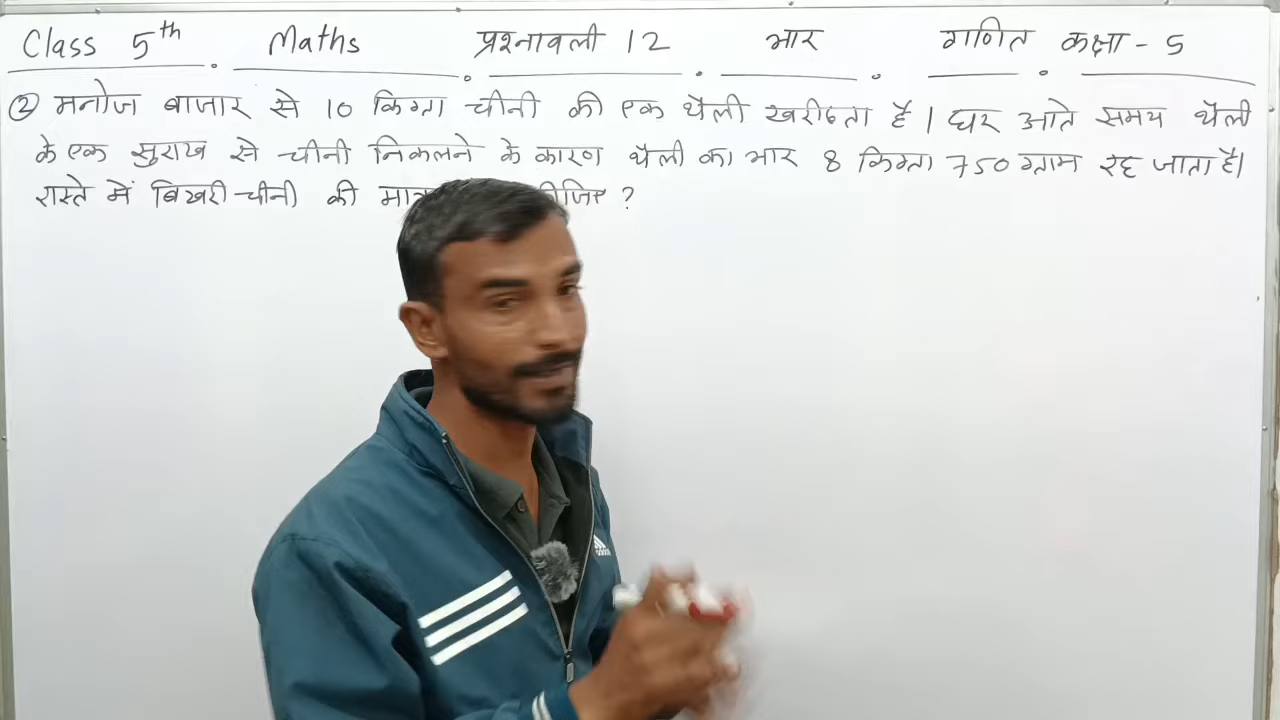 Class 5th Maths प्रश्नावली 12 भार गणित कक्षा - 5
② मनोज बाजार से 10 किग्रा चीनी की एक थैली खरीदता है। घर आते समय थैली
के एक सुराख से चीनी निकलने के कारण थैली का भार 8 किग्रा 750 ग्राम रह जाता है।
रास्ते में बिखरी चीनी की ?
adidas